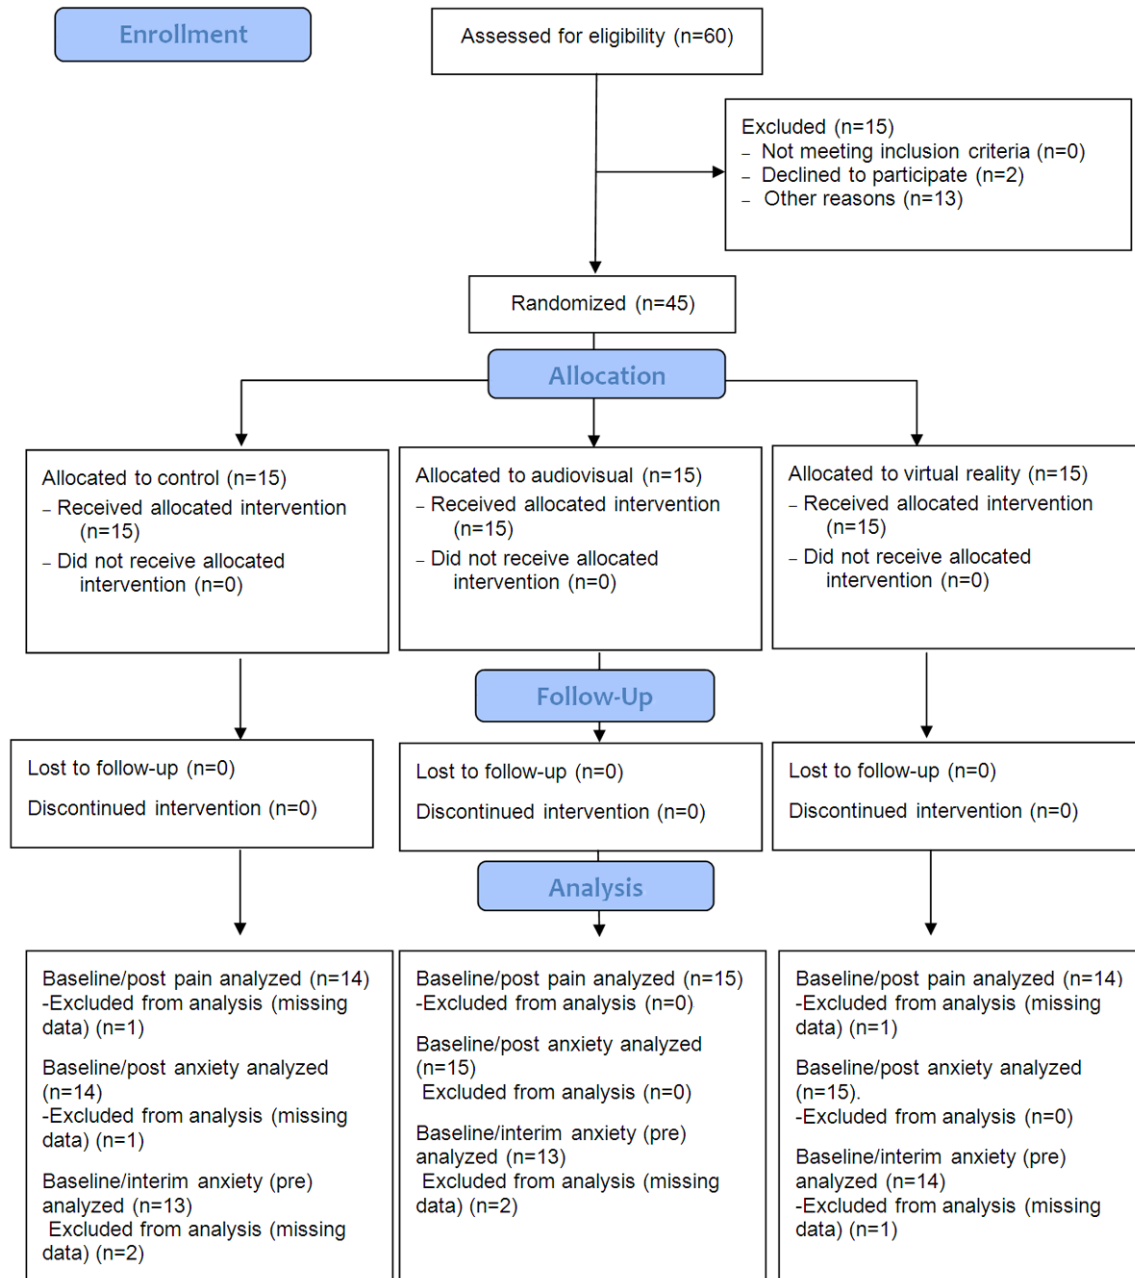 Enrollment
Assessed for eligibility (n=60)
Excluded (n=15)
– Not meeting inclusion criteria (n=0)
– Declined to participate (n=2)
– Other reasons (n=13)
Randomized (n=45)
Allocation
Allocated to control (n=15)
– Received allocated intervention
(n=15)
– Did not receive allocated
intervention (n=0)
Allocated to audiovisual (n=15)
– Received allocated intervention
(n=15)
– Did not receive allocated
intervention (n=0)
Allocated to virtual reality (n=15)
– Received allocated intervention
(n=15)
– Did not receive allocated
intervention (n=0)
Follow-Up
Lost to follow-up (n=0)
Discontinued intervention (n=0)
Lost to follow-up (n=0)
Discontinued intervention (n=0)
Lost to follow-up (n=0)
Discontinued intervention (n=0)
Analysis
Baseline/post pain analyzed (n=14)
-Excluded from analysis (missing
data) (n=1)
Baseline/post anxiety analyzed
(n=14)
-Excluded from analysis (missing
data) (n=1)
Baseline/interim anxiety (pre)
analyzed (n=13)
Excluded from analysis (missing
data) (n=2)
Baseline/post pain analyzed (n=15)
-Excluded from analysis (n=0)
Baseline/post anxiety analyzed
(n=15)
Excluded from analysis (n=0)
Baseline/interim anxiety (pre)
analyzed (n=13)
Excluded from analysis (missing
data) (n=2)
Baseline/post pain analyzed (n=14)
-Excluded from analysis (missing
data) (n=1)
Baseline/post anxiety analyzed
(n=15).
-Excluded from analysis (n=0)
Baseline/interim anxiety (pre)
analyzed (n=14)
-Excluded from analysis (missing
data) (n=1)